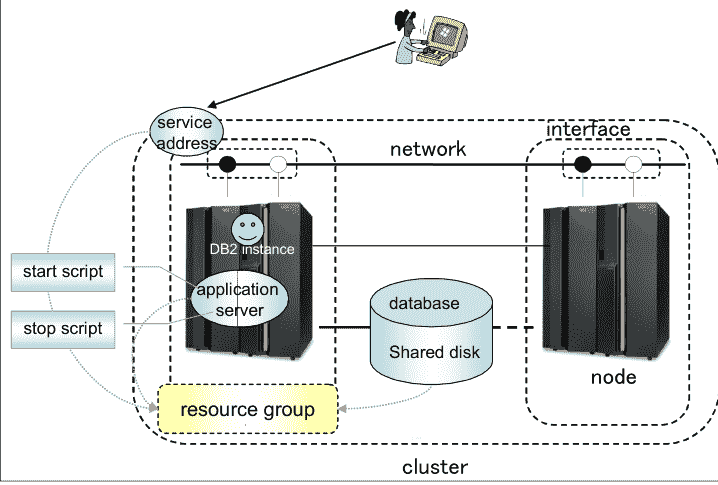 service
address
interface
network
DB2 instance
start script
application
server
stop script
database
Shared disk
node
resource group
cluster